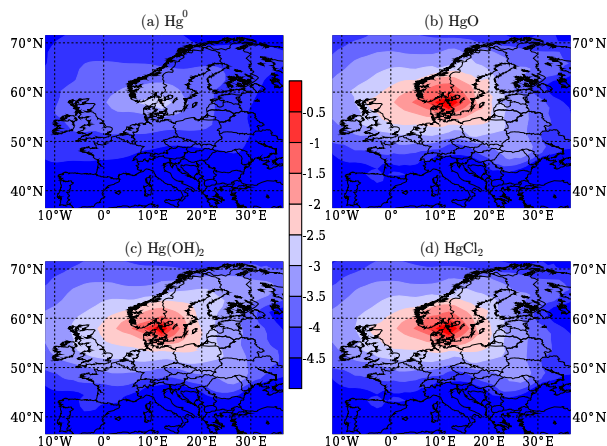 (a) Hg⁰ (b) HgO
70°N 70°N
60°N 60°N
50°N 50°N
40°N 40°N
10°W 0° 10°E 20°E 30°E 10°W 0° 10°E 20°E 30°E
-0.5
-1
-1.5
-2
-2.5
-3
-3.5
-4
-4.5
(c) Hg(OH)₂ (d) HgCl₂
70°N 70°N
60°N 60°N
50°N 50°N
40°N 40°N
10°W 0° 10°E 20°E 30°E 10°W 0° 10°E 20°E 30°E